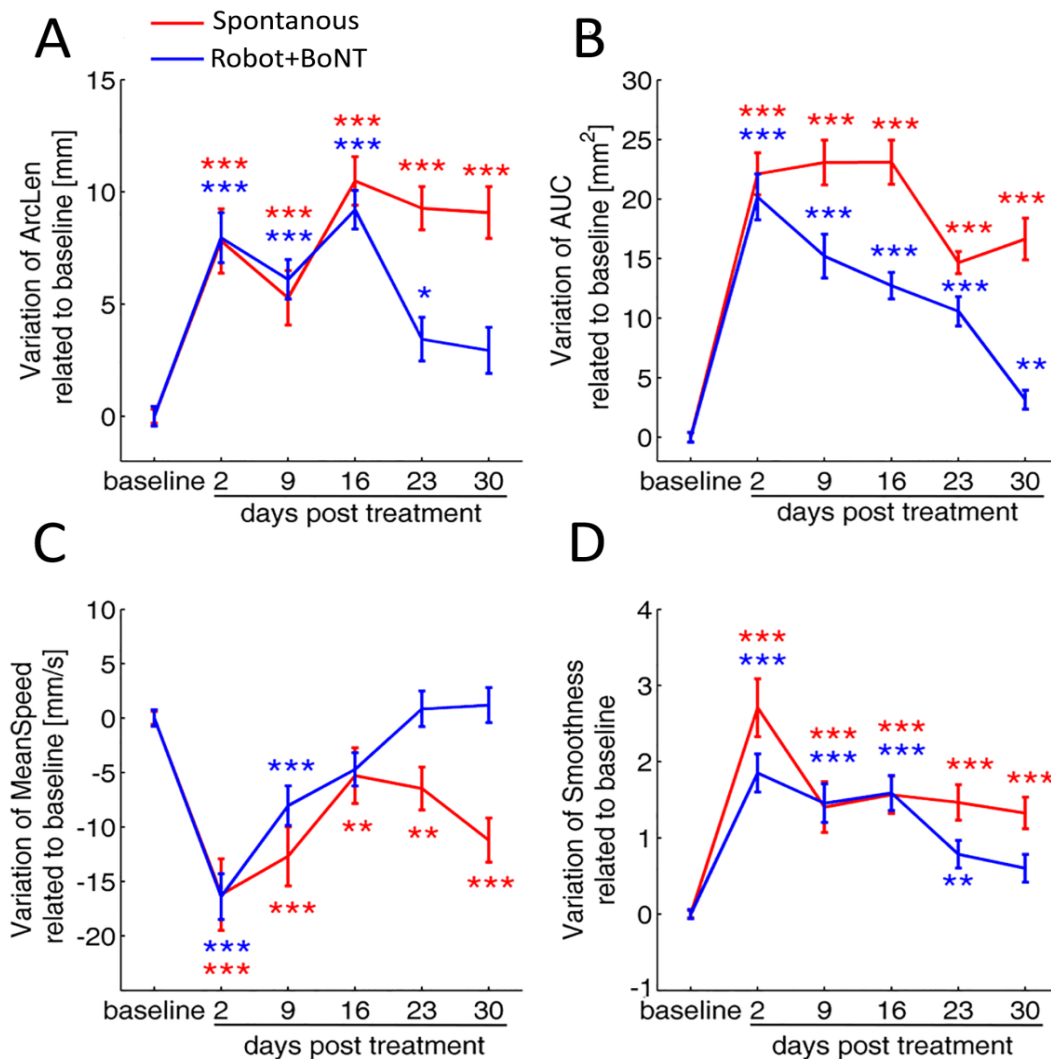 A
Spontanous
Robot+BoNT
Variation of ArcLen
related to baseline [mm]
15
10
5
0
***
***
***
***
***
***
***
*
***
baseline 2 9 16 23 30
days post treatment
B
Variation of AUC
related to baseline [mm²]
30
25
20
15
10
5
0
***
***
***
***
***
***
***
***
***
**
baseline 2 9 16 23 30
days post treatment
C
Variation of MeanSpeed
related to baseline [mm/s]
10
5
0
-5
-10
-15
-20
***
***
***
***
**
**
***
baseline 2 9 16 23 30
days post treatment
D
Variation of Smoothness
related to baseline
4
3
2
1
0
-1
***
***
***
***
***
***
***
**
***
baseline 2 9 16 23 30
days post treatment